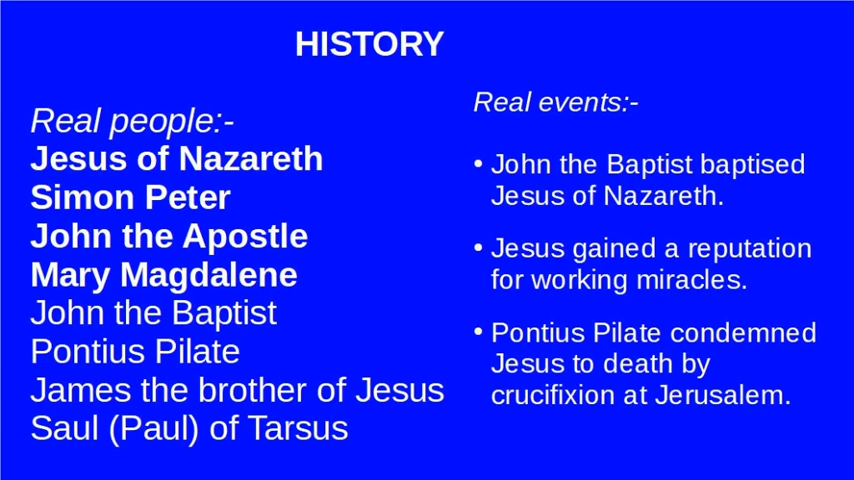 HISTORY
Real people:-
Jesus of Nazareth
Simon Peter
John the Apostle
Mary Magdalene
John the Baptist
Pontius Pilate
James the brother of Jesus
Saul (Paul) of Tarsus
Real events:-
• John the Baptist baptised
Jesus of Nazareth.
• Jesus gained a reputation
for working miracles.
• Pontius Pilate condemned
Jesus to death by
crucifixion at Jerusalem.